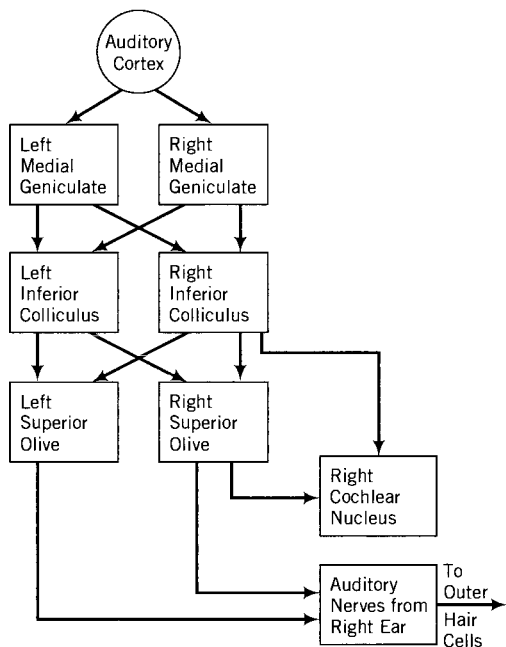 Auditory
Cortex
Left
Medial
Geniculate
Right
Medial
Geniculate
Left
Inferior
Colliculus
Right
Inferior
Colliculus
Left
Superior
Olive
Right
Superior
Olive
Right
Cochlear
Nucleus
Auditory
Nerves from
Right Ear
To
Outer
Hair
Cells